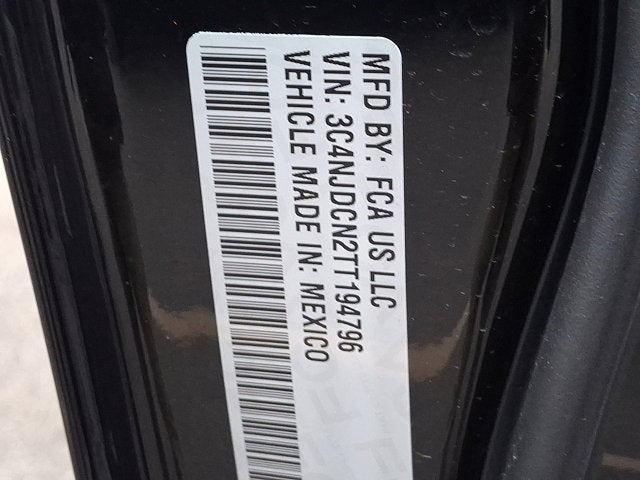 MFD BY: FCA US LLC
VIN: 3C4NJDCN2TT194796
VEHICLE MADE IN: MEXICO